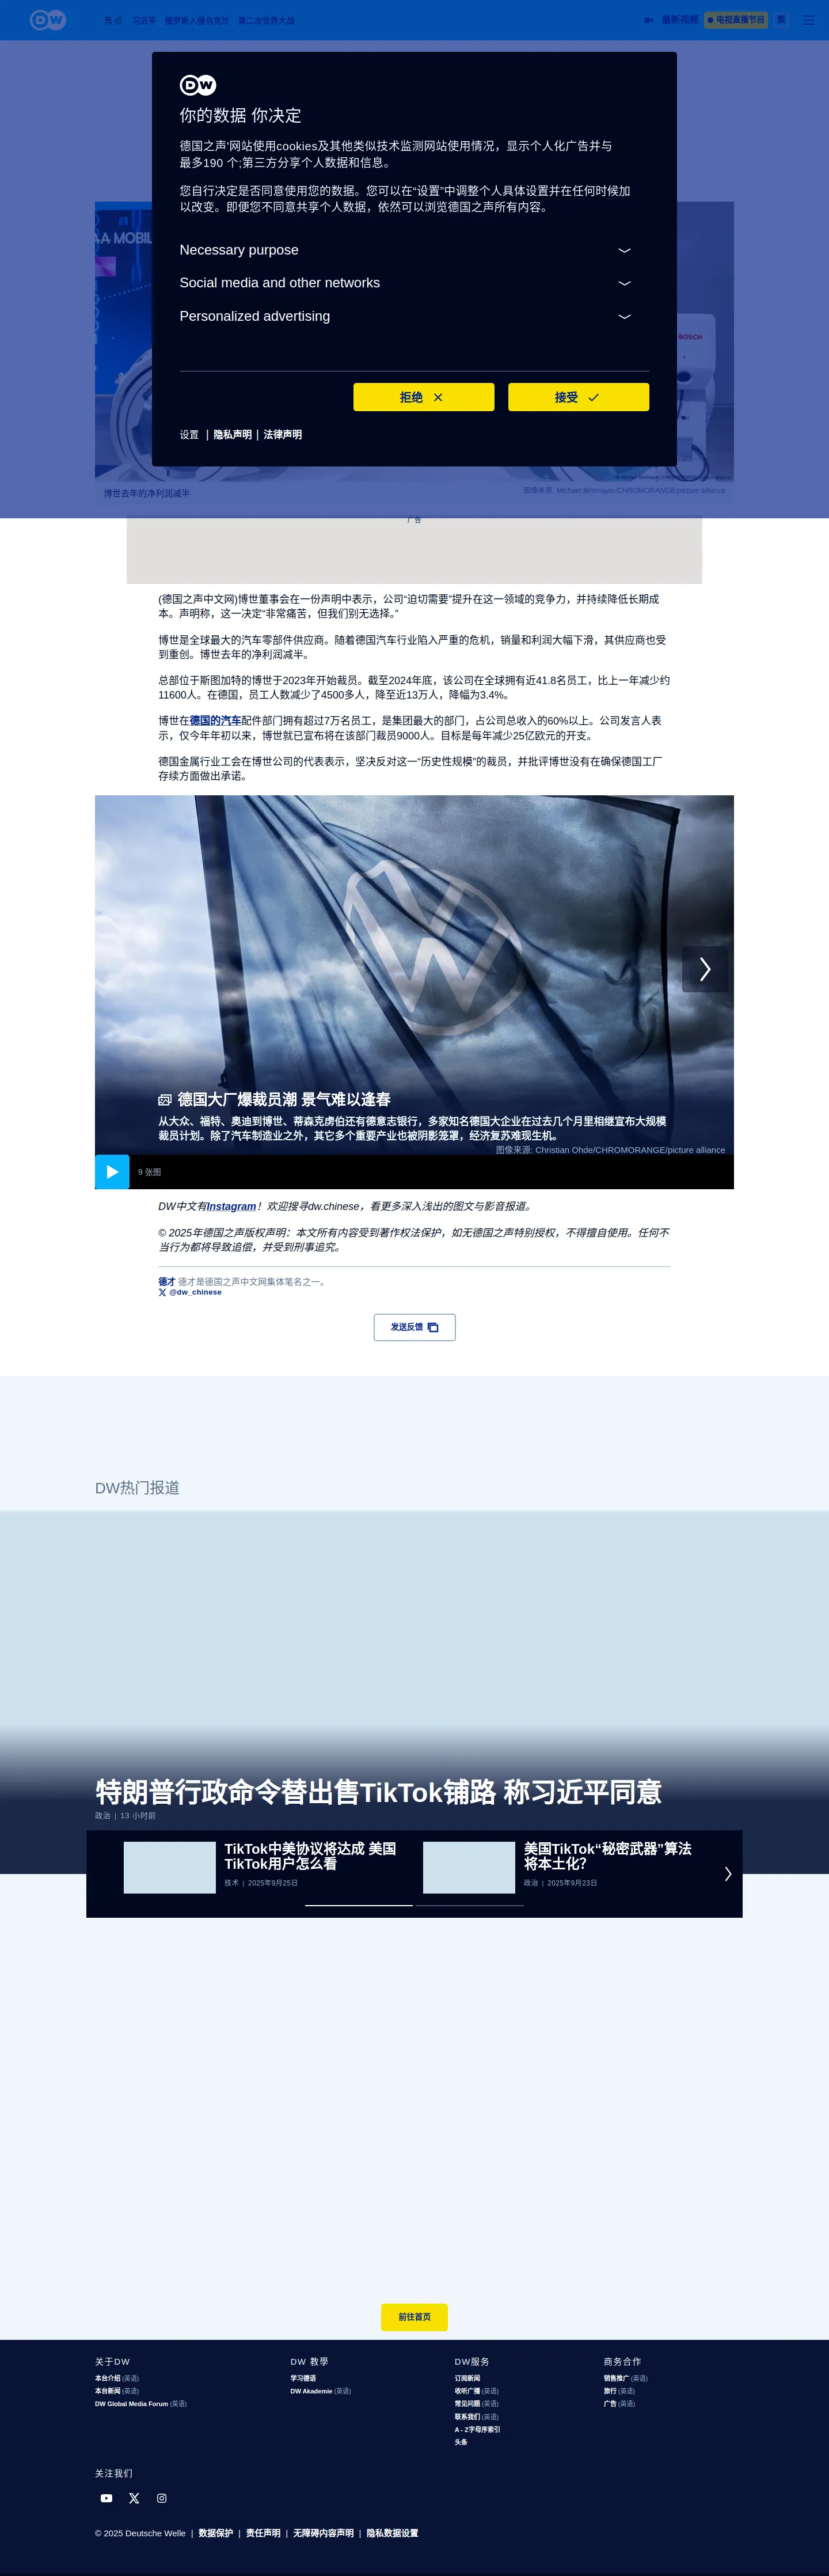 DW
焦点 习近平 俄罗斯入侵乌克兰 第二次世界大战
最新视频 电视直播节目 繁
DW
你的数据 你决定
德国之声'网站使用cookies及其他类似技术监测网站使用情况，显示个人化广告并与
最多190 个;第三方分享个人数据和信息。
您自行决定是否同意使用您的数据。您可以在“设置”中调整个人具体设置并在任何时候加
以改变。即便您不同意共享个人数据，依然可以浏览德国之声所有内容。
Necessary purpose
Social media and other networks
Personalized advertising
拒绝
接受
设置 | 隐私声明 | 法律声明
AA MOBIL
BOSCH
博世去年的净利润减半
图像来源: Michael Bihlmayer/CHROMORANGE/picture alliance
广告
(德国之声中文网)博世董事会在一份声明中表示，公司“迫切需要”提升在这一领域的竞争力，并持续降低长期成
本。声明称，这一决定“非常痛苦，但我们别无选择。”
博世是全球最大的汽车零部件供应商。随着德国汽车行业陷入严重的危机，销量和利润大幅下滑，其供应商也受
到重创。博世去年的净利润减半。
总部位于斯图加特的博世于2023年开始裁员。截至2024年底，该公司在全球拥有近41.8名员工，比上一年减少约
11600人。在德国，员工人数减少了4500多人，降至近13万人，降幅为3.4%。
博世在德国的汽车配件部门拥有超过7万名员工，是集团最大的部门，占公司总收入的60%以上。公司发言人表
示，仅今年年初以来，博世就已宣布将在该部门裁员9000人。目标是每年减少25亿欧元的开支。
德国金属行业工会在博世公司的代表表示，坚决反对这一“历史性规模”的裁员，并批评博世没有在确保德国工厂
存续方面做出承诺。
德国大厂爆裁员潮 景气难以逢春
从大众、福特、奥迪到博世、蒂森克虏伯还有德意志银行，多家知名德国大企业在过去几个月里相继宣布大规模
裁员计划。除了汽车制造业之外，其它多个重要产业也被阴影笼罩，经济复苏难现生机。
图像来源: Christian Ohde/CHROMORANGE/picture alliance
9 张图
DW中文有Instagram！欢迎搜寻dw.chinese，看更多深入浅出的图文与影音报道。
© 2025年德国之声版权声明：本文所有内容受到著作权法保护，如无德国之声特别授权，不得擅自使用。任何不
当行为都将导致追偿，并受到刑事追究。
德才 德才是德国之声中文网集体笔名之一。
@dw_chinese
发送反馈
DW热门报道
特朗普行政命令替出售TikTok铺路 称习近平同意
政治 | 13 小时前
TikTok中美协议将达成 美国
TikTok用户怎么看
技术 | 2025年9月25日
美国TikTok“秘密武器”算法
将本土化？
政治 | 2025年9月23日
前往首页
关于DW
本台介绍 (英语)
本台新闻 (英语)
DW Global Media Forum (英语)
DW 教學
学习德语
DW Akademie (英语)
DW服务
订阅新闻
收听广播 (英语)
常见问题 (英语)
联系我们 (英语)
A - Z字母序索引
头条
商务合作
销售推广 (英语)
旅行 (英语)
广告 (英语)
关注我们
© 2025 Deutsche Welle | 数据保护 | 责任声明 | 无障碍内容声明 | 隐私数据设置